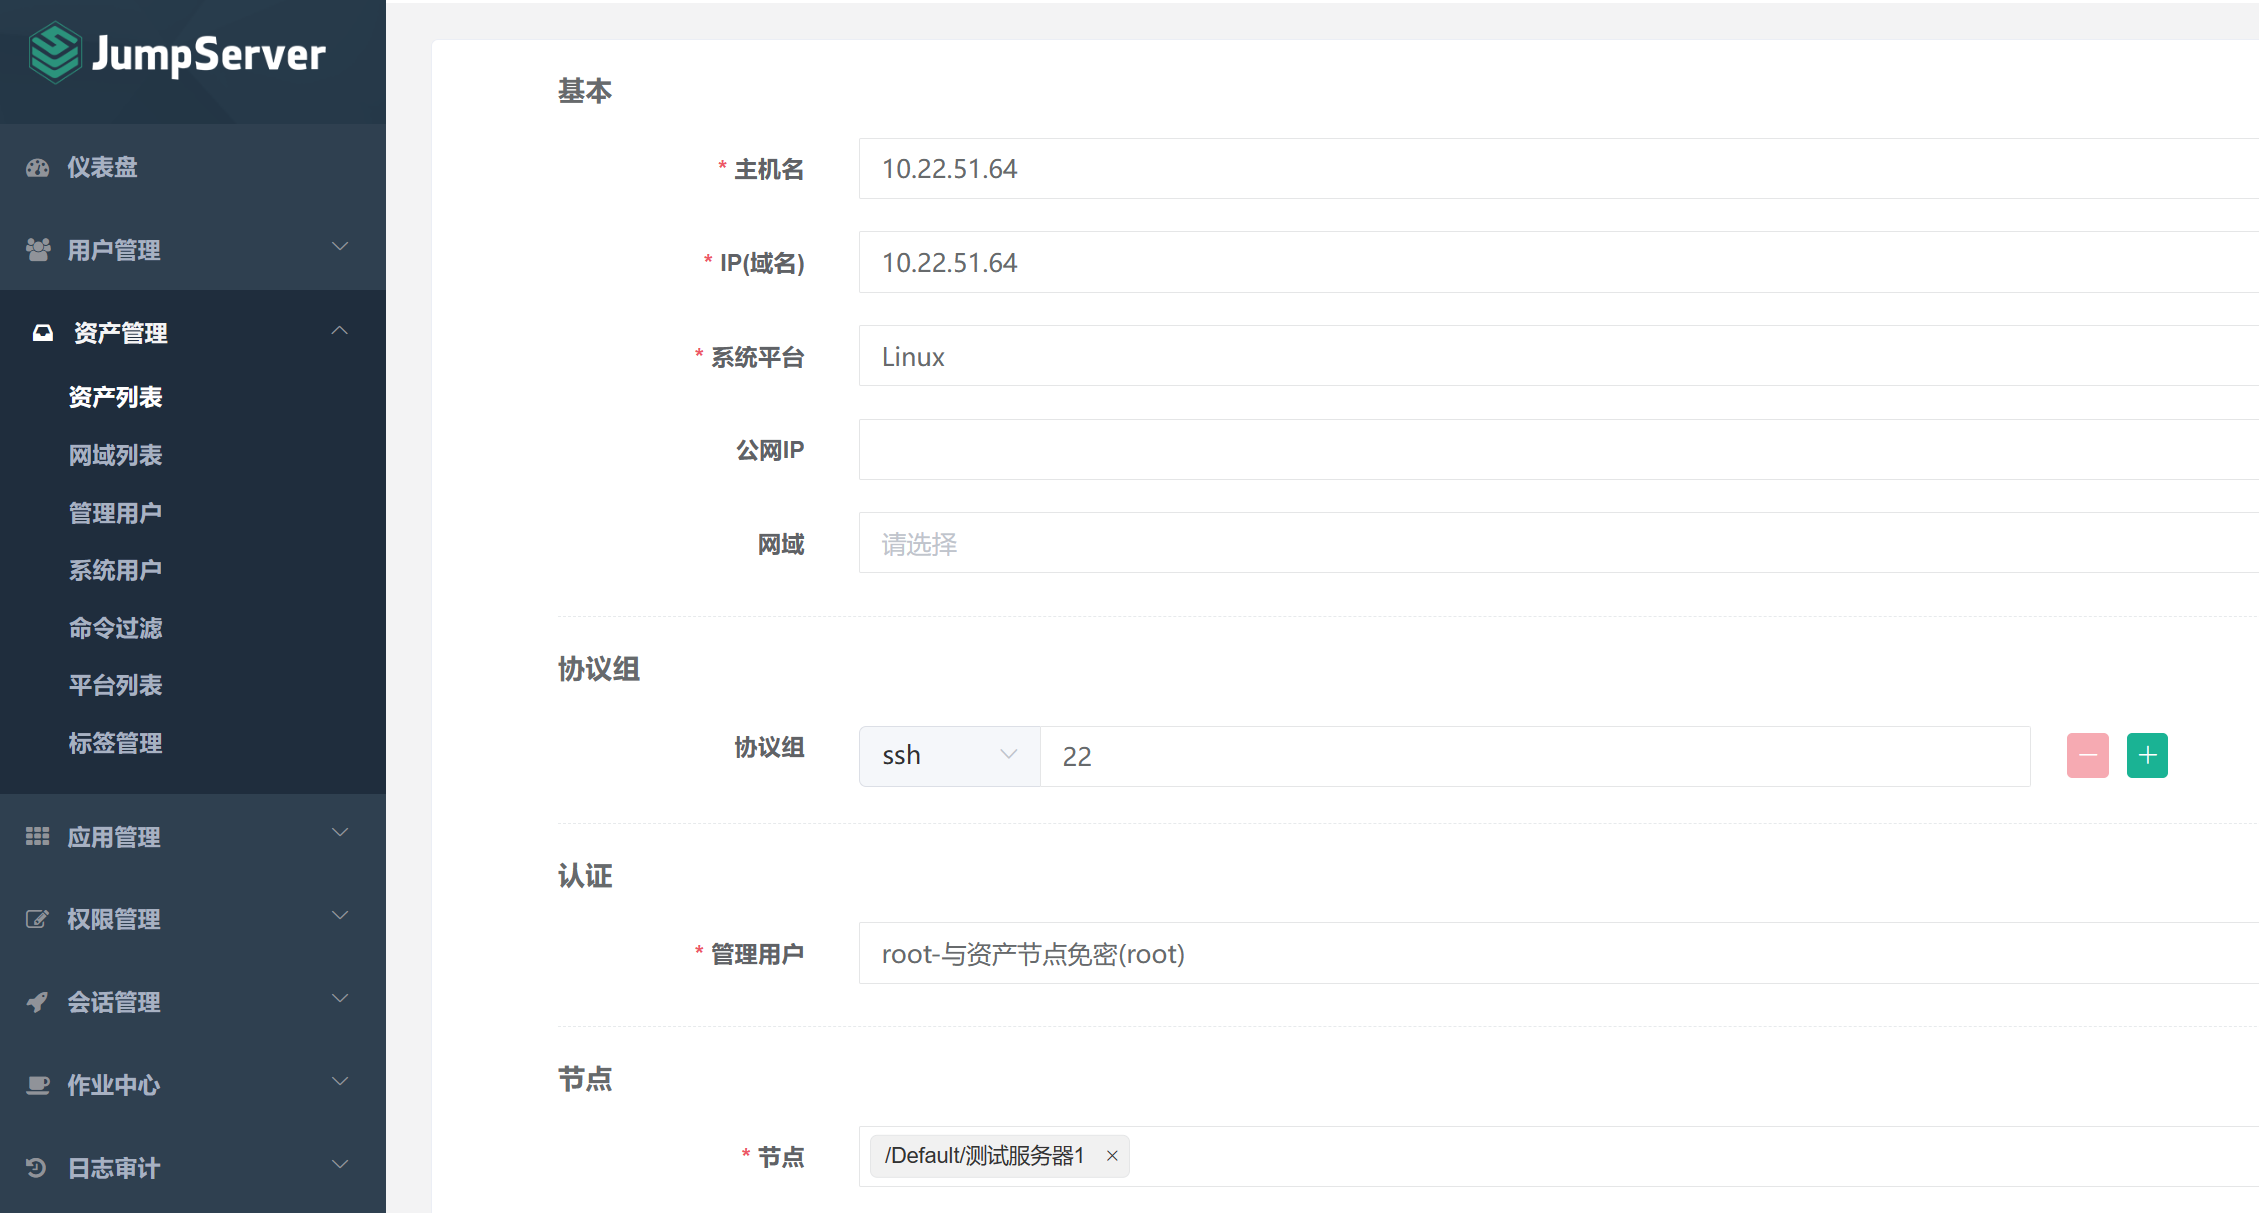 JumpServer
仪表盘
用户管理
资产管理
资产列表
网域列表
管理用户
系统用户
命令过滤
平台列表
标签管理
应用管理
权限管理
会话管理
作业中心
日志审计
基本
* 主机名 10.22.51.64
* IP(域名) 10.22.51.64
* 系统平台 Linux
公网IP
网域 请选择
协议组
协议组 ssh 22
认证
* 管理用户 root-与资产节点免密(root)
节点
* 节点 /Default/测试服务器1 ×